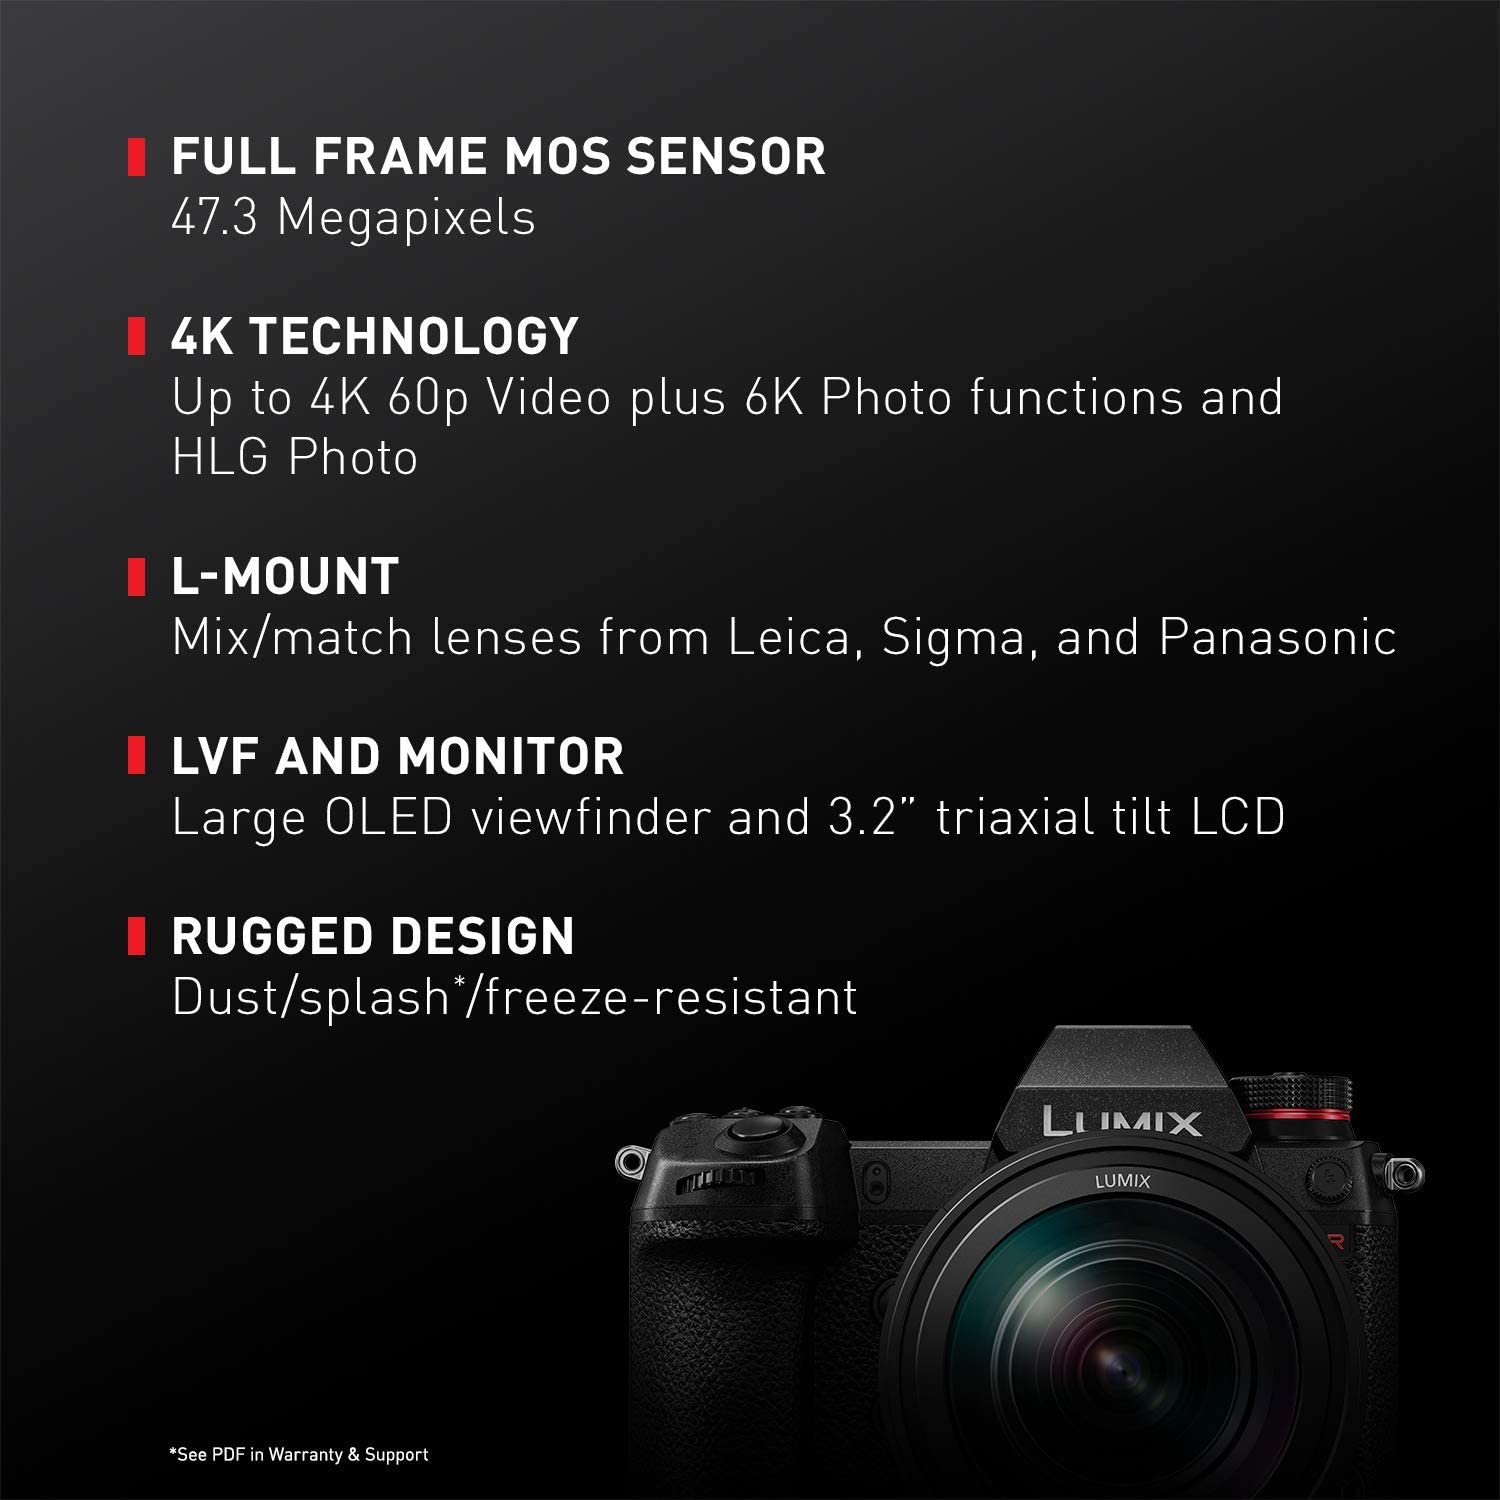 FULL FRAME MOS SENSOR
47.3 Megapixels
4K TECHNOLOGY
Up to 4K 60p Video plus 6K Photo functions and
HLG Photo
L-MOUNT
Mix/match lenses from Leica, Sigma, and Panasonic
LVF AND MONITOR
Large OLED viewfinder and 3.2” triaxial tilt LCD
RUGGED DESIGN
Dust/splash*/freeze-resistant
LUMIX
LUMIX
R
*See PDF in Warranty & Support